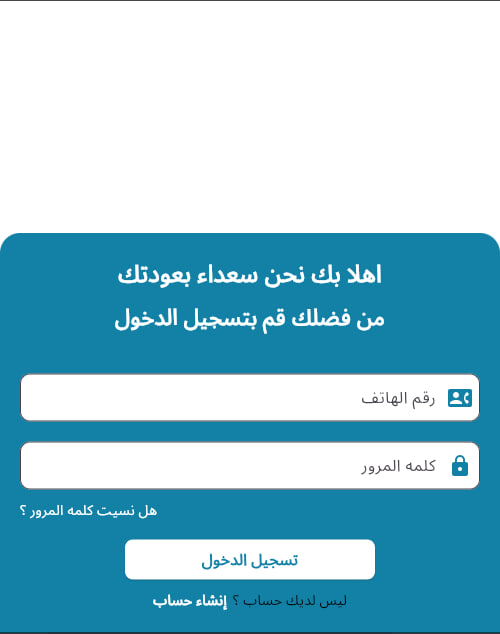 اهلا بك نحن سعداء بعودتك
من فضلك قم بتسجيل الدخول
رقم الهاتف
كلمه المرور
هل نسيت كلمه المرور ؟
تسجيل الدخول
ليس لديك حساب ؟ إنشاء حساب